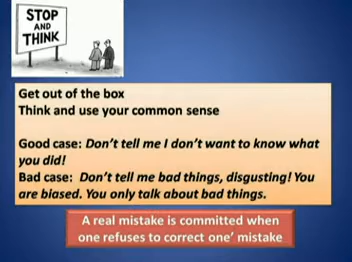 STOP
AND
THINK
Get out of the box
Think and use your common sense
Good case: Don't tell me I don't want to know what
you did!
Bad case:  Don't tell me bad things, disgusting! You
are biased. You only talk about bad things.
A real mistake is committed when
one refuses to correct one' mistake